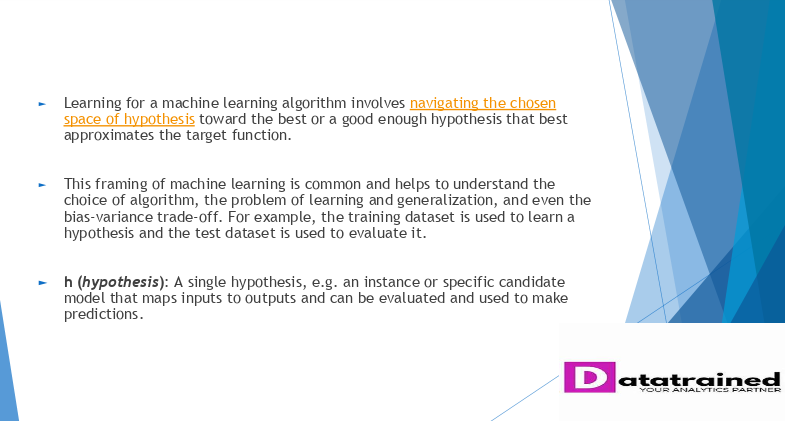 ► Learning for a machine learning algorithm involves navigating the chosen
space of hypothesis toward the best or a good enough hypothesis that best
approximates the target function.
► This framing of machine learning is common and helps to understand the
choice of algorithm, the problem of learning and generalization, and even the
bias-variance trade-off. For example, the training dataset is used to learn a
hypothesis and the test dataset is used to evaluate it.
► h (hypothesis): A single hypothesis, e.g. an instance or specific candidate
model that maps inputs to outputs and can be evaluated and used to make
predictions.
Datatrained
YOUR ANALYTICS PARTNER